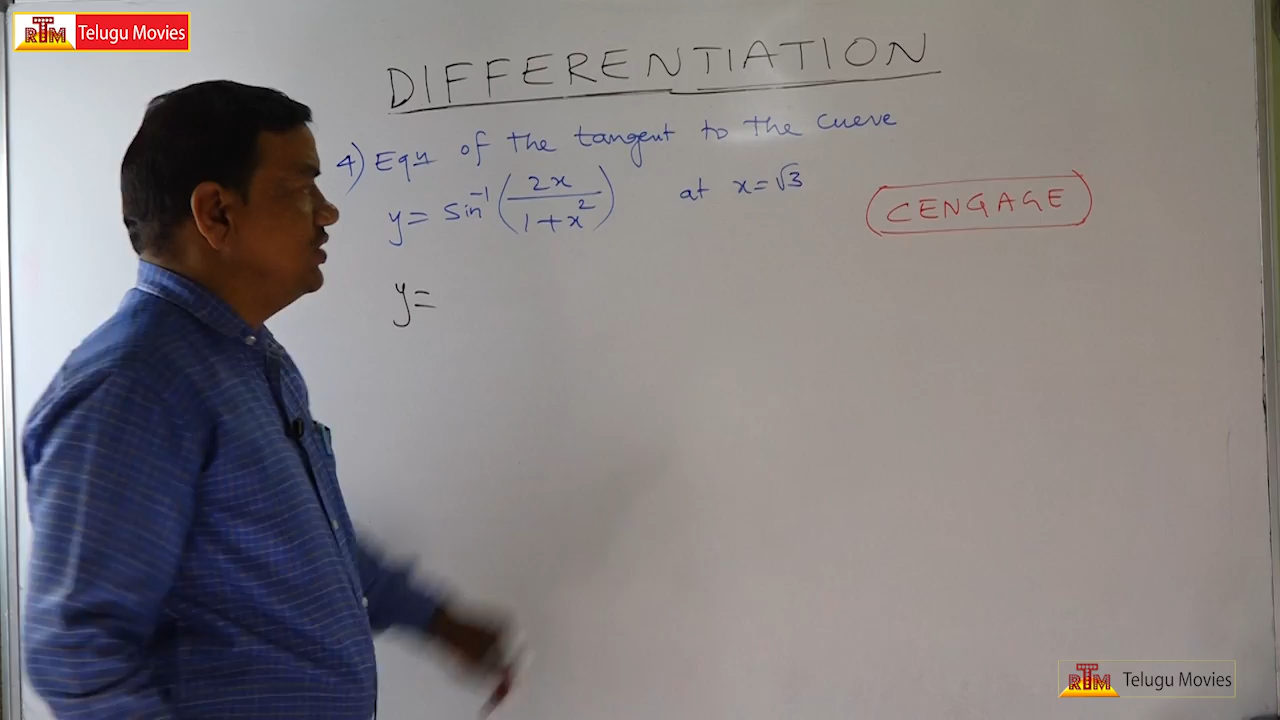 RTM Telugu Movies
DIFFERENTIATION
4) Eqn of the tangent to the curve
y = sin⁻¹(2x/1+x²) at x=√3
CENGAGE
y=
RTM Telugu Movies